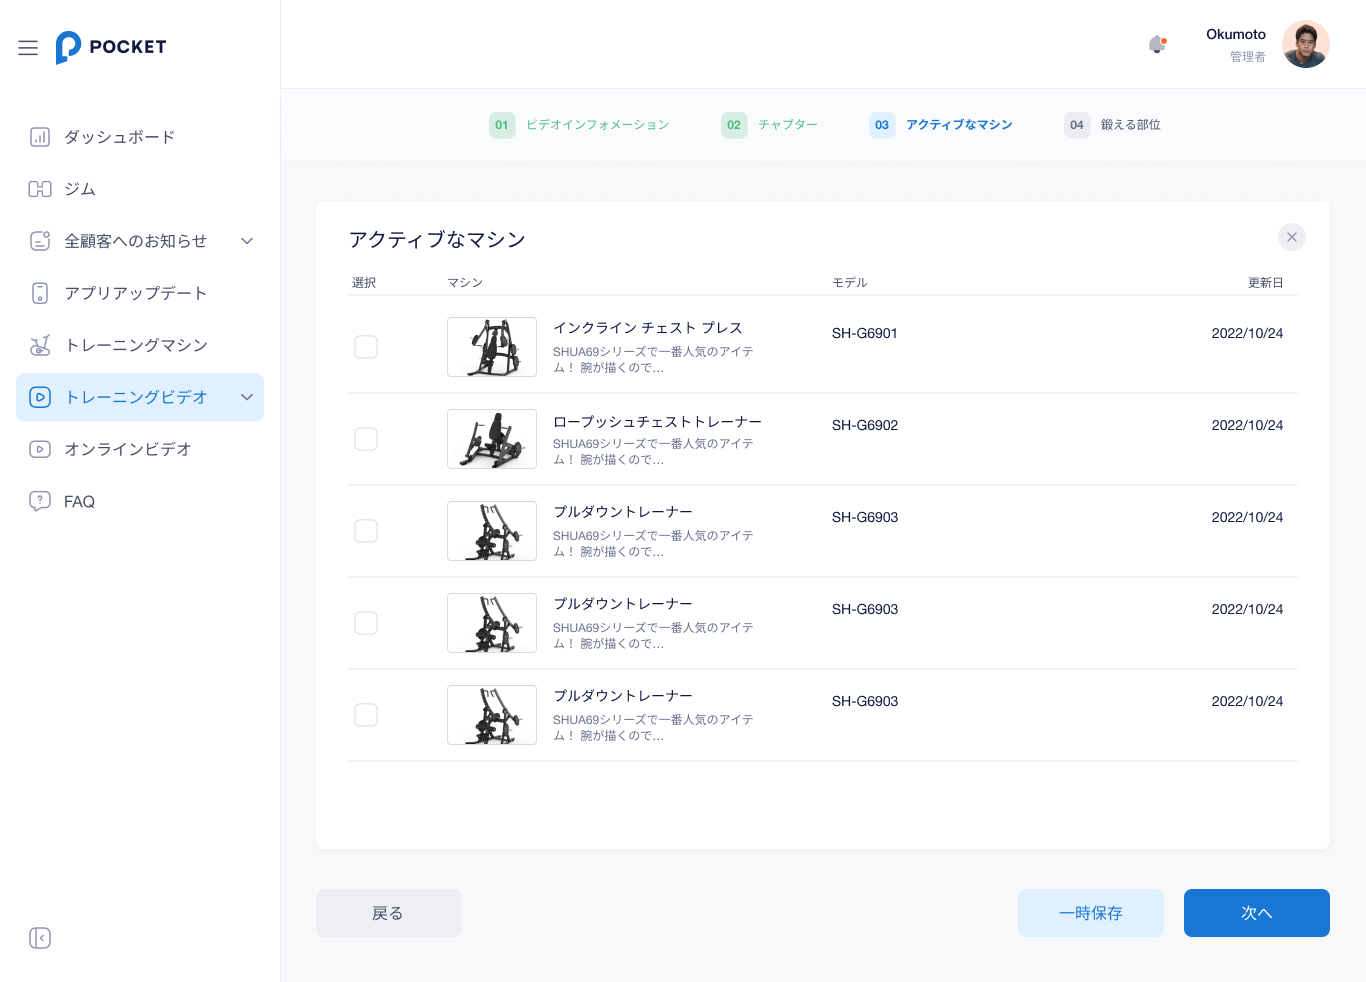 POCKET
Okumoto
管理者
ダッシュボード
ジム
全顧客へのお知らせ
アプリアップデート
トレーニングマシン
トレーニングビデオ
オンラインビデオ
FAQ
01 ビデオインフォメーション
02 チャプター
03 アクティブなマシン
04 鍛える部位
アクティブなマシン
選択 マシン モデル 更新日
インクライン チェスト プレス SH-G6901 2022/10/24
SHUA69シリーズで一番人気のアイテ
ム！ 腕が描くので...
ロープッシュチェストトレーナー SH-G6902 2022/10/24
SHUA69シリーズで一番人気のアイテ
ム！ 腕が描くので...
プルダウントレーナー SH-G6903 2022/10/24
SHUA69シリーズで一番人気のアイテ
ム！ 腕が描くので...
プルダウントレーナー SH-G6903 2022/10/24
SHUA69シリーズで一番人気のアイテ
ム！ 腕が描くので...
プルダウントレーナー SH-G6903 2022/10/24
SHUA69シリーズで一番人気のアイテ
ム！ 腕が描くので...
戻る
一時保存
次へ